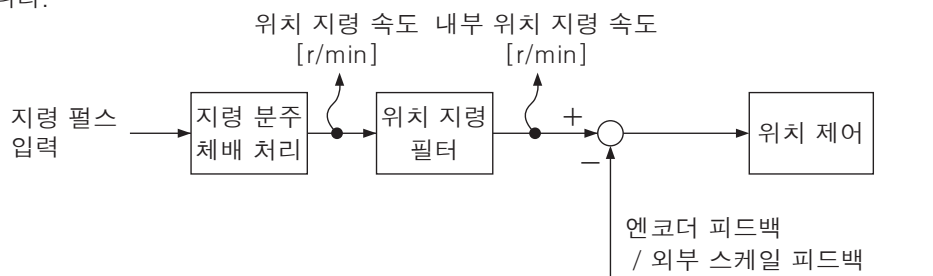 위치 지령 속도
[r/min]
내부 위치 지령 속도
[r/min]
지령 펄스
입력
지령 분주
체배 처리
위치 지령
필터
+
−
위치 제어
엔코더 피드백
/ 외부 스케일 피드백